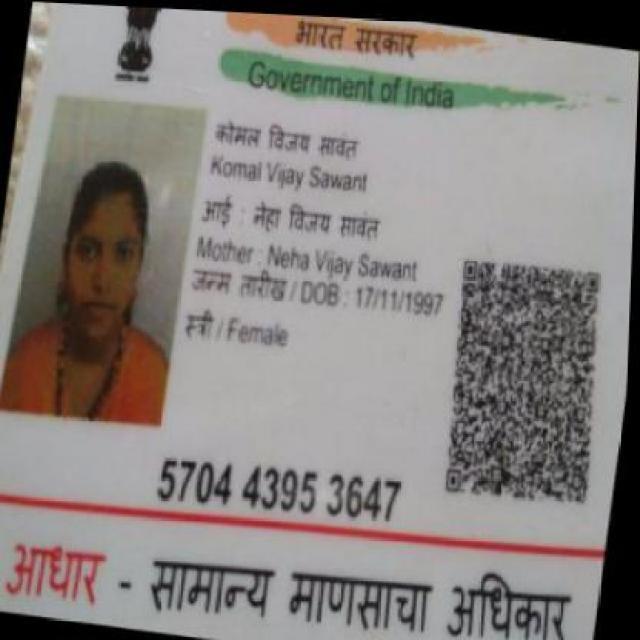 भारत सरकार
Government of India
कोमल विजय सावंत
Komal Vijay Sawant
आई : नेहा विजय सावंत
Mother : Neha Vijay Sawant
जन्म तारीख / DOB : 17/11/1997
स्त्री / Female
5704 4395 3647
आधार - सामान्य माणसाचा अधिकार